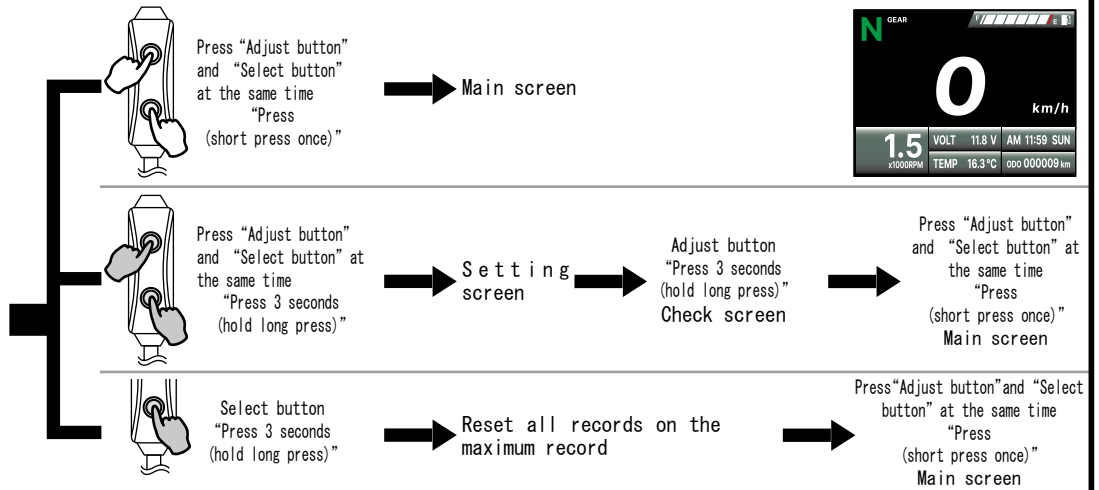 Press “Adjust button”
and “Select button”
at the same time
“Press
(short press once)”
Main screen
N GEAR
F E
0
km/h
1.5
x1000RPM
VOLT 11.8 V
AM 11:59 SUN
TEMP 16.3°C
ODO 000009 km
Press “Adjust button”
and “Select button” at
the same time
“Press 3 seconds
(hold long press)”
Setting
screen
Adjust button
“Press 3 seconds
(hold long press)”
Check screen
Press “Adjust button”
and “Select button” at
the same time
“Press
(short press once)”
Main screen
Select button
“Press 3 seconds
(hold long press)”
Reset all records on the
maximum record
Press“Adjust button”and “Select
button” at the same time
“Press
(short press once)”
Main screen